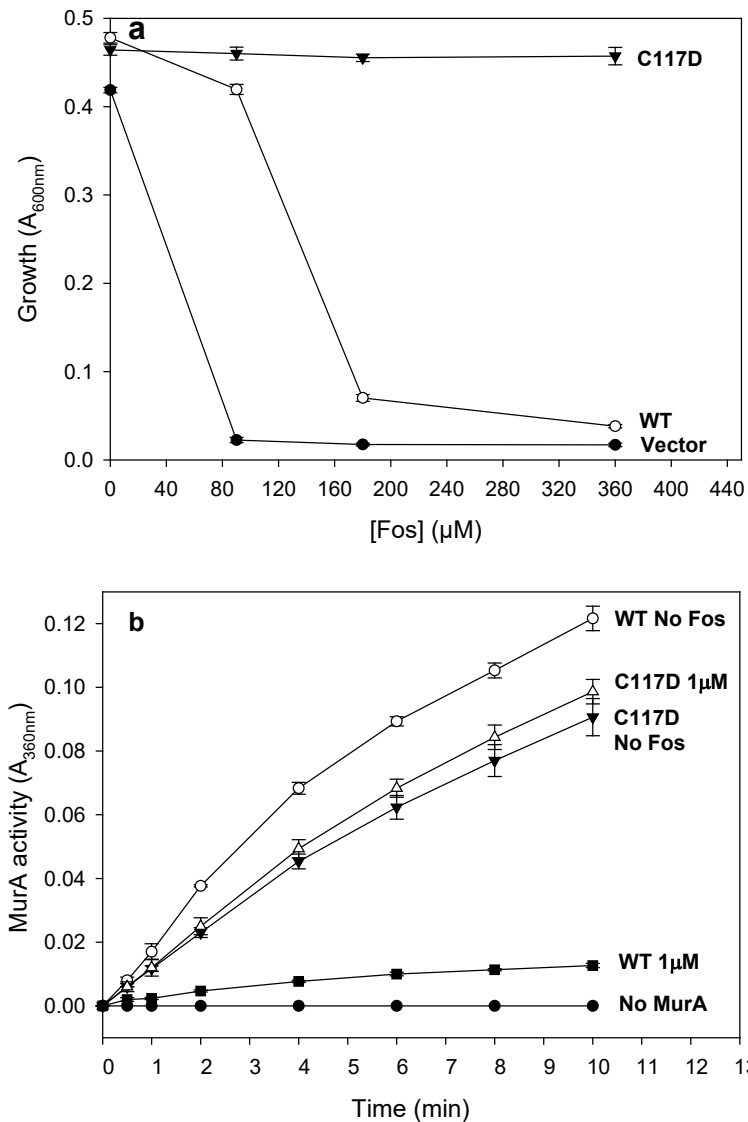 a
0.5
0.4
0.3
0.2
0.1
0.0
Growth (A600nm)
C117D
WT
Vector
0 40 80 120 160 200 240 280 320 360 400 440
[Fos] (µM)
b
0.12
0.10
0.08
0.06
0.04
0.02
0.00
MurA activity (A360nm)
WT No Fos
C117D 1µM
C117D
No Fos
WT 1µM
No MurA
0 1 2 3 4 5 6 7 8 9 10 11 12 13
Time (min)